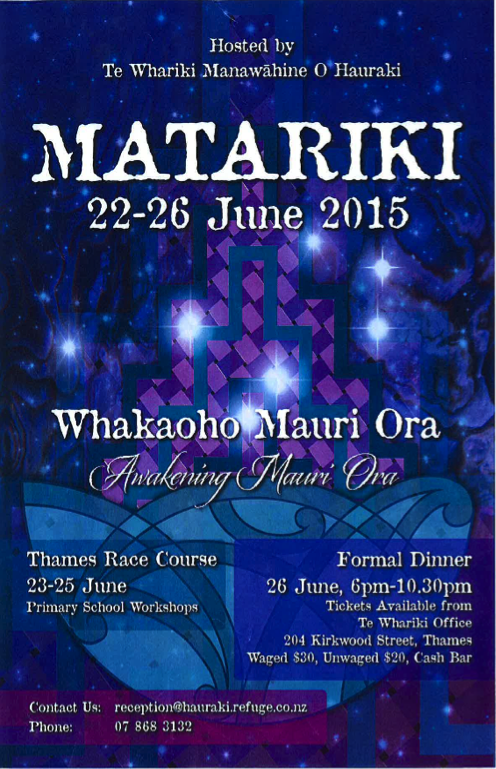 Hosted by
Te Whariki Manawāhine O Hauraki
MATARIKI
22-26 June 2015
Whakaoho Mauri Ora
Awakening Mauri Ora
Thames Race Course
23-25 June
Primary School Workshops
Formal Dinner
26 June, 6pm-10.30pm
Tickets Available from
Te Whariki Office
204 Kirkwood Street, Thames
Waged $30, Unwaged $20, Cash Bar
Contact Us: reception@hauraki.refuge.co.nz
Phone: 07 868 3132